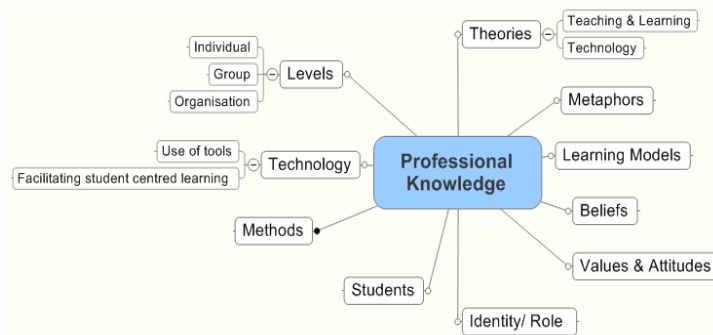 Teaching & Learning
Theories
Technology
Individual
Group
Organisation
Levels
Metaphors
Use of tools
Facilitating student centred learning
Technology
Professional
Knowledge
Learning Models
Beliefs
Methods
Values & Attitudes
Students
Identity/ Role